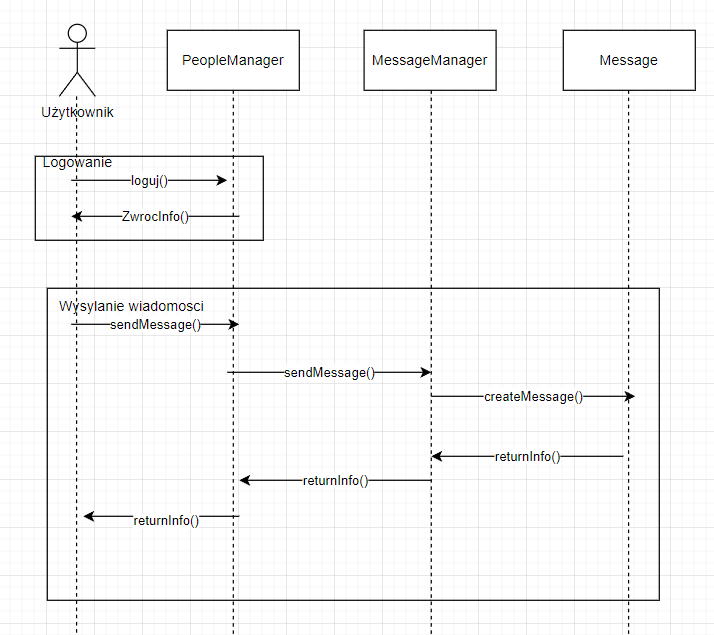 PeopleManager
MessageManager
Message
Użytkownik
Logowanie
loguj()
ZwrocInfo()
Wysylanie wiadomosci
sendMessage()
sendMessage()
createMessage()
returnInfo()
returnInfo()
returnInfo()